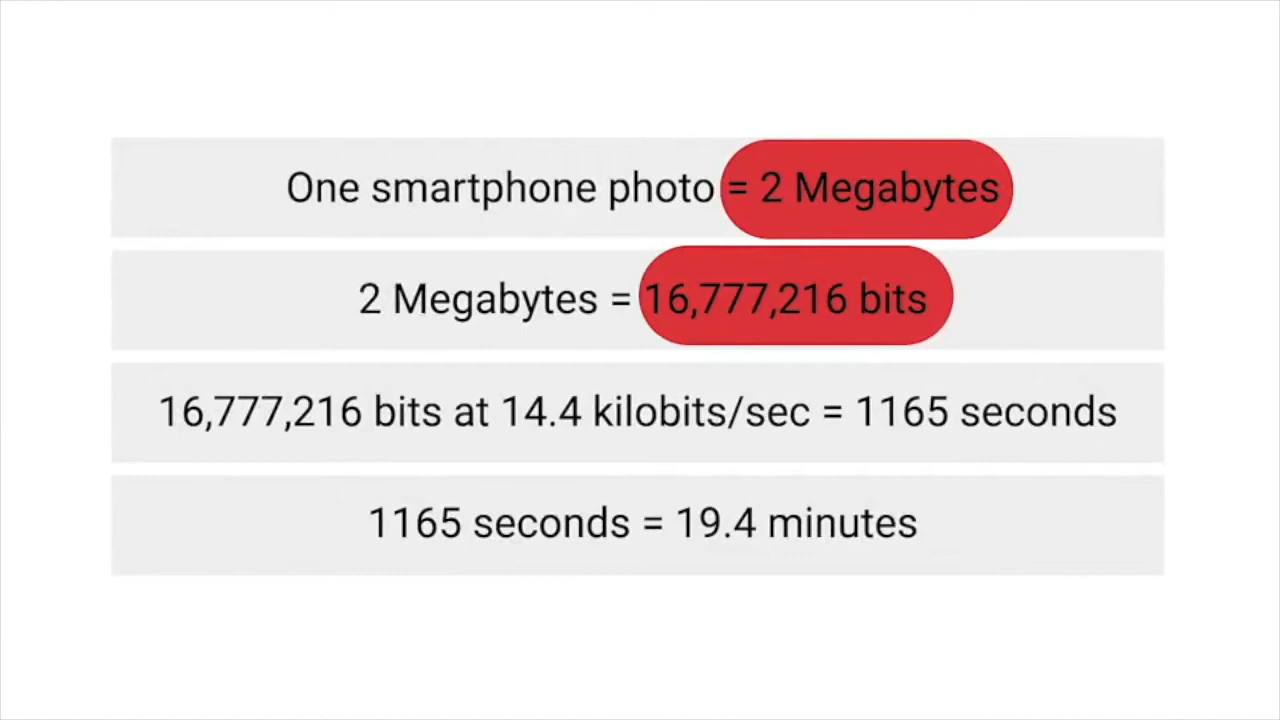 One smartphone photo = 2 Megabytes
2 Megabytes = 16,777,216 bits
16,777,216 bits at 14.4 kilobits/sec = 1165 seconds
1165 seconds = 19.4 minutes